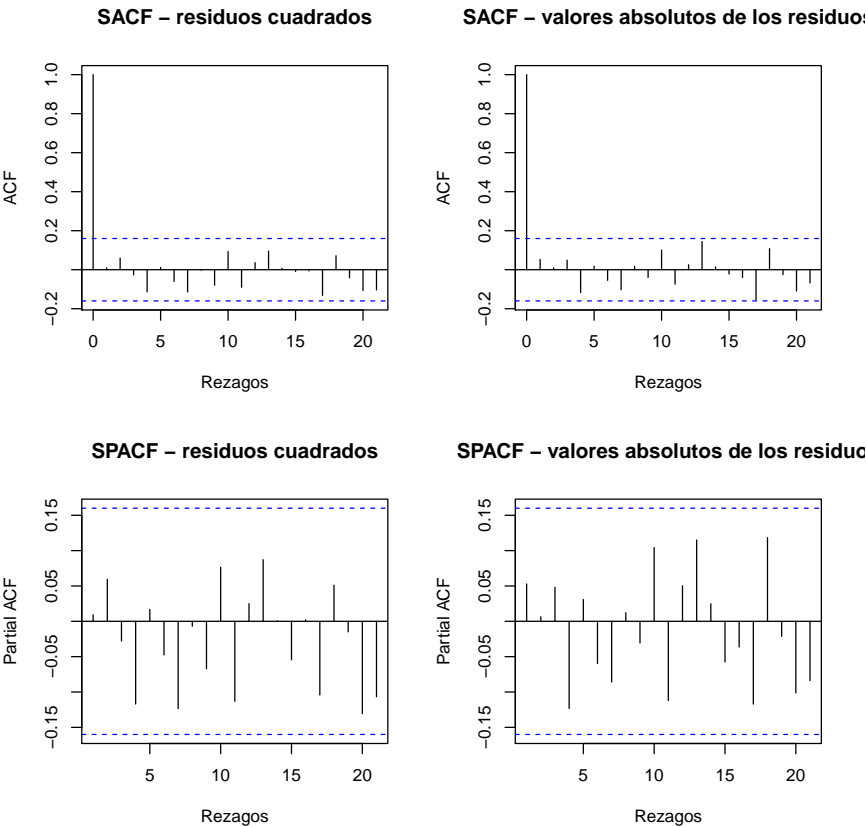 SACF – residuos cuadrados
ACF
1.0
0.8
0.6
0.4
0.2
−0.2
0 5 10 15 20
Rezagos
SACF – valores absolutos de los residuos
ACF
1.0
0.8
0.6
0.4
0.2
−0.2
0 5 10 15 20
Rezagos
SPACF – residuos cuadrados
Partial ACF
0.15
0.05
−0.05
−0.15
5 10 15 20
Rezagos
SPACF – valores absolutos de los residuo
Partial ACF
0.15
0.05
−0.05
−0.15
5 10 15 20
Rezagos